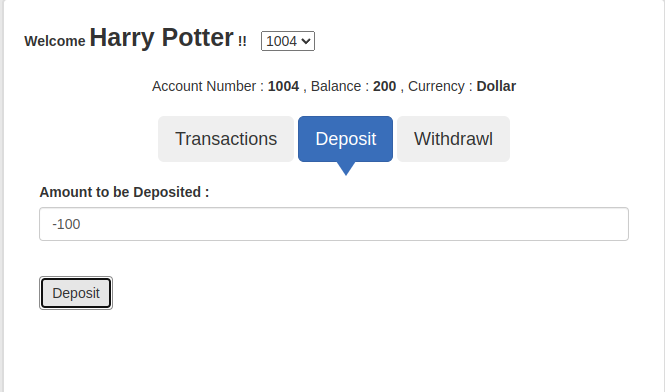 Welcome Harry Potter !! 1004
Account Number : 1004 , Balance : 200 , Currency : Dollar
Transactions Deposit Withdrawl
Amount to be Deposited :
-100
Deposit